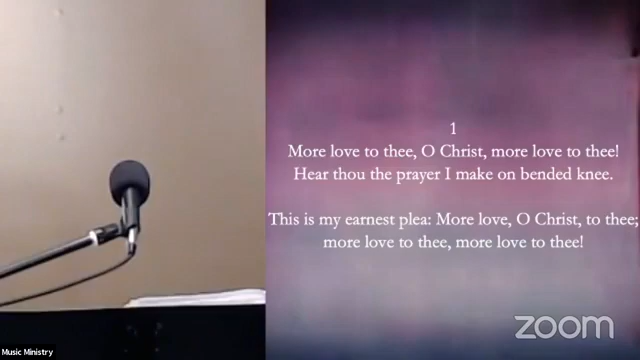 1
More love to thee, O Christ, more love to thee!
Hear thou the prayer I make on bended knee.
This is my earnest plea: More love, O Christ, to thee;
more love to thee, more love to thee!
zoom
Music Ministry